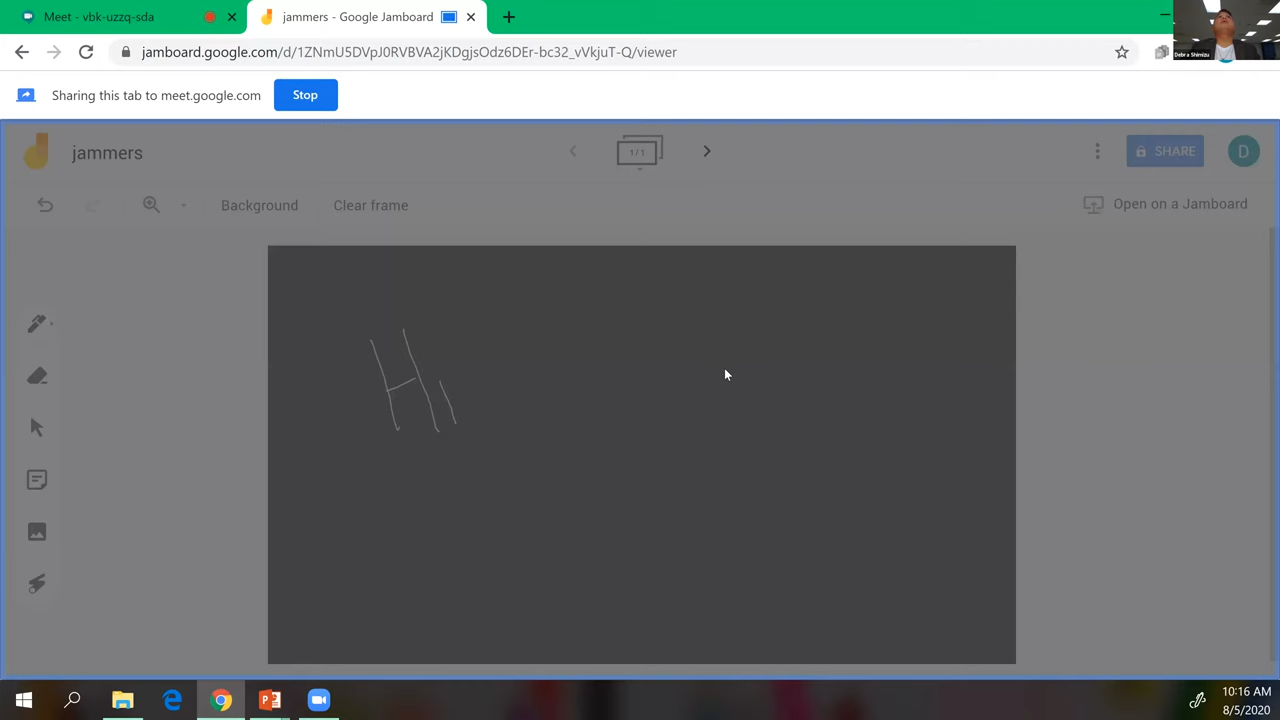 Meet - vbk-uzzq-sda
jammers - Google Jamboard
jamboard.google.com/d/1ZNmU5DVpJ0RVBVA2jKDgjsOdz6DEr-bc32_vVkjuT-Q/viewer
Debra Shimizu
Sharing this tab to meet.google.com
Stop
jammers
1 / 1
SHARE
D
Background
Clear frame
Open on a Jamboard
Hi
10:16 AM
8/5/2020